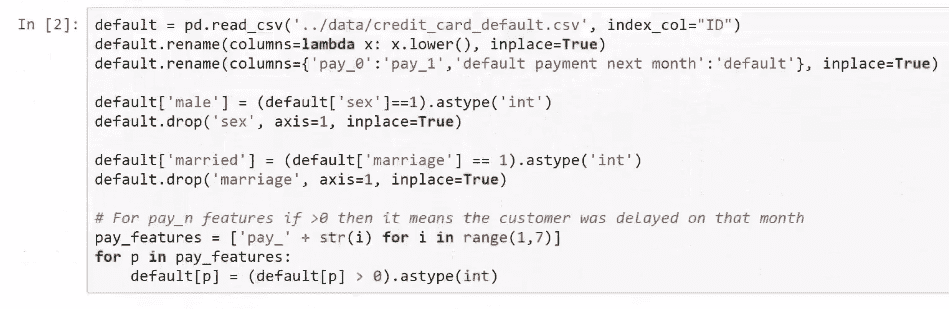 In [2]: default = pd.read_csv('../data/credit_card_default.csv', index_col="ID")
default.rename(columns=lambda x: x.lower(), inplace=True)
default.rename(columns={'pay_0':'pay_1','default payment next month':'default'}, inplace=True)

default['male'] = (default['sex']==1).astype('int')
default.drop('sex', axis=1, inplace=True)

default['married'] = (default['marriage'] == 1).astype('int')
default.drop('marriage', axis=1, inplace=True)

# For pay_n features if >0 then it means the customer was delayed on that month
pay_features = ['pay_' + str(i) for i in range(1,7)]
for p in pay_features:
    default[p] = (default[p] > 0).astype(int)